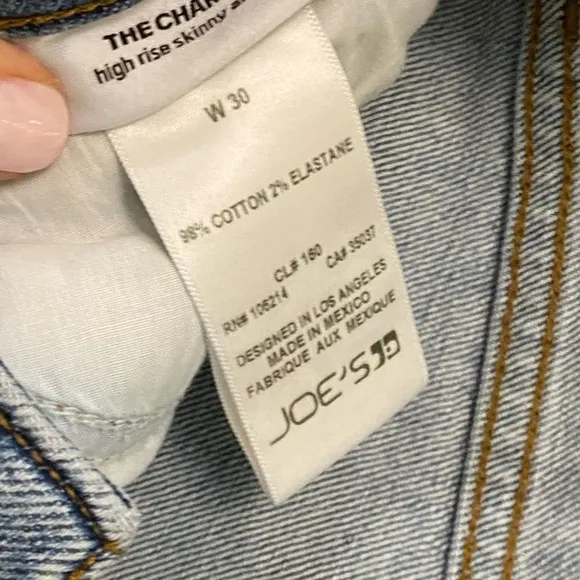 THE CHAR
high rise skinny a
W 30
98% COTTON 2% ELASTANE
CL# 160
RN# 106214 CA# 35037
DESIGNED IN LOS ANGELES
MADE IN MEXICO
FABRIQUE AUX MEXIQUE
JOE'S